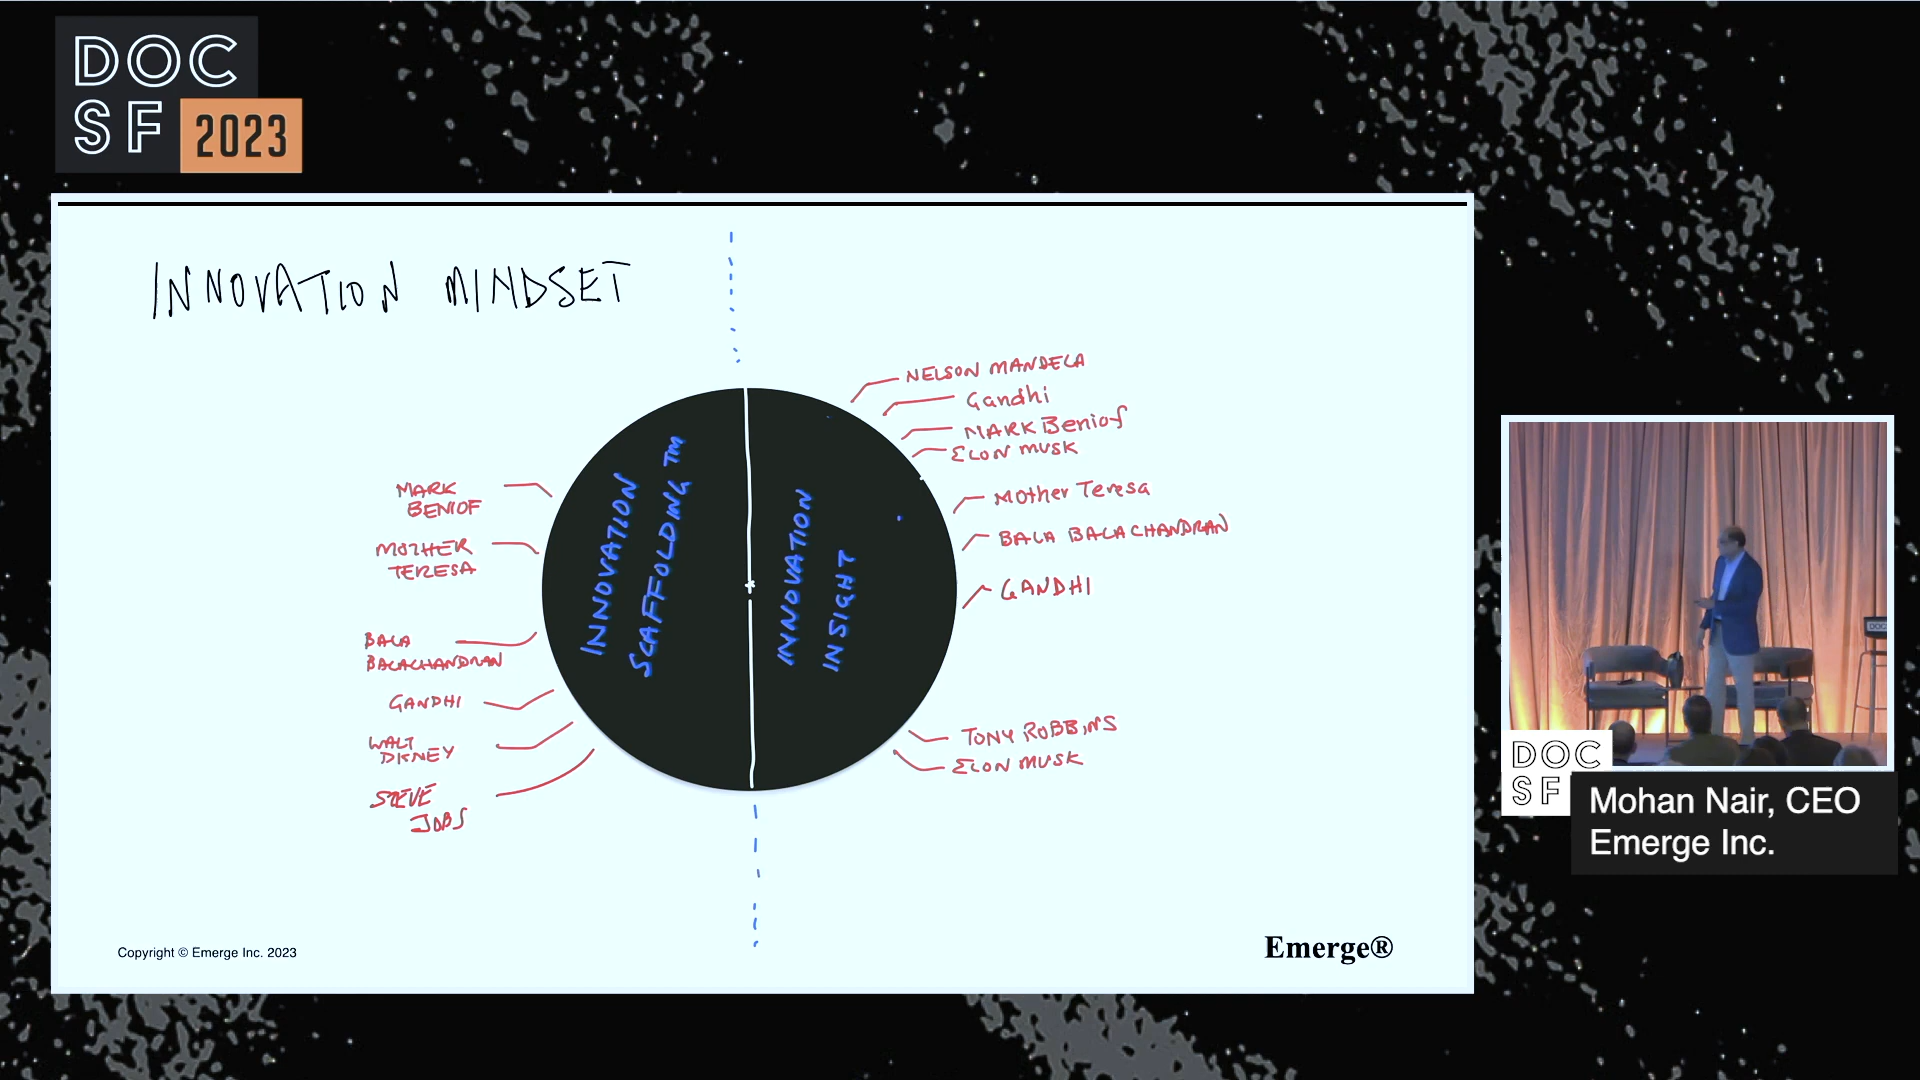 DOC
SF 2023
INNOVATION MINDSET
NELSON MANDELA
Gandhi
MARK Beniof
ELON MUSK
Mother Teresa
BALA BALACHANDRAN
GANDHI
TONY ROBBINS
ELON MUSK
MARK
BENIOF
MOTHER
TERESA
BALA
BALACHANDRAN
GANDHI
WALT
DISNEY
STEVE
JOBS
INNOVATION
SCAFFOLDING TM
INNOVATION
INSIGHT
Copyright © Emerge Inc. 2023
Emerge®
DOC
DOC
SF
Mohan Nair, CEO
Emerge Inc.